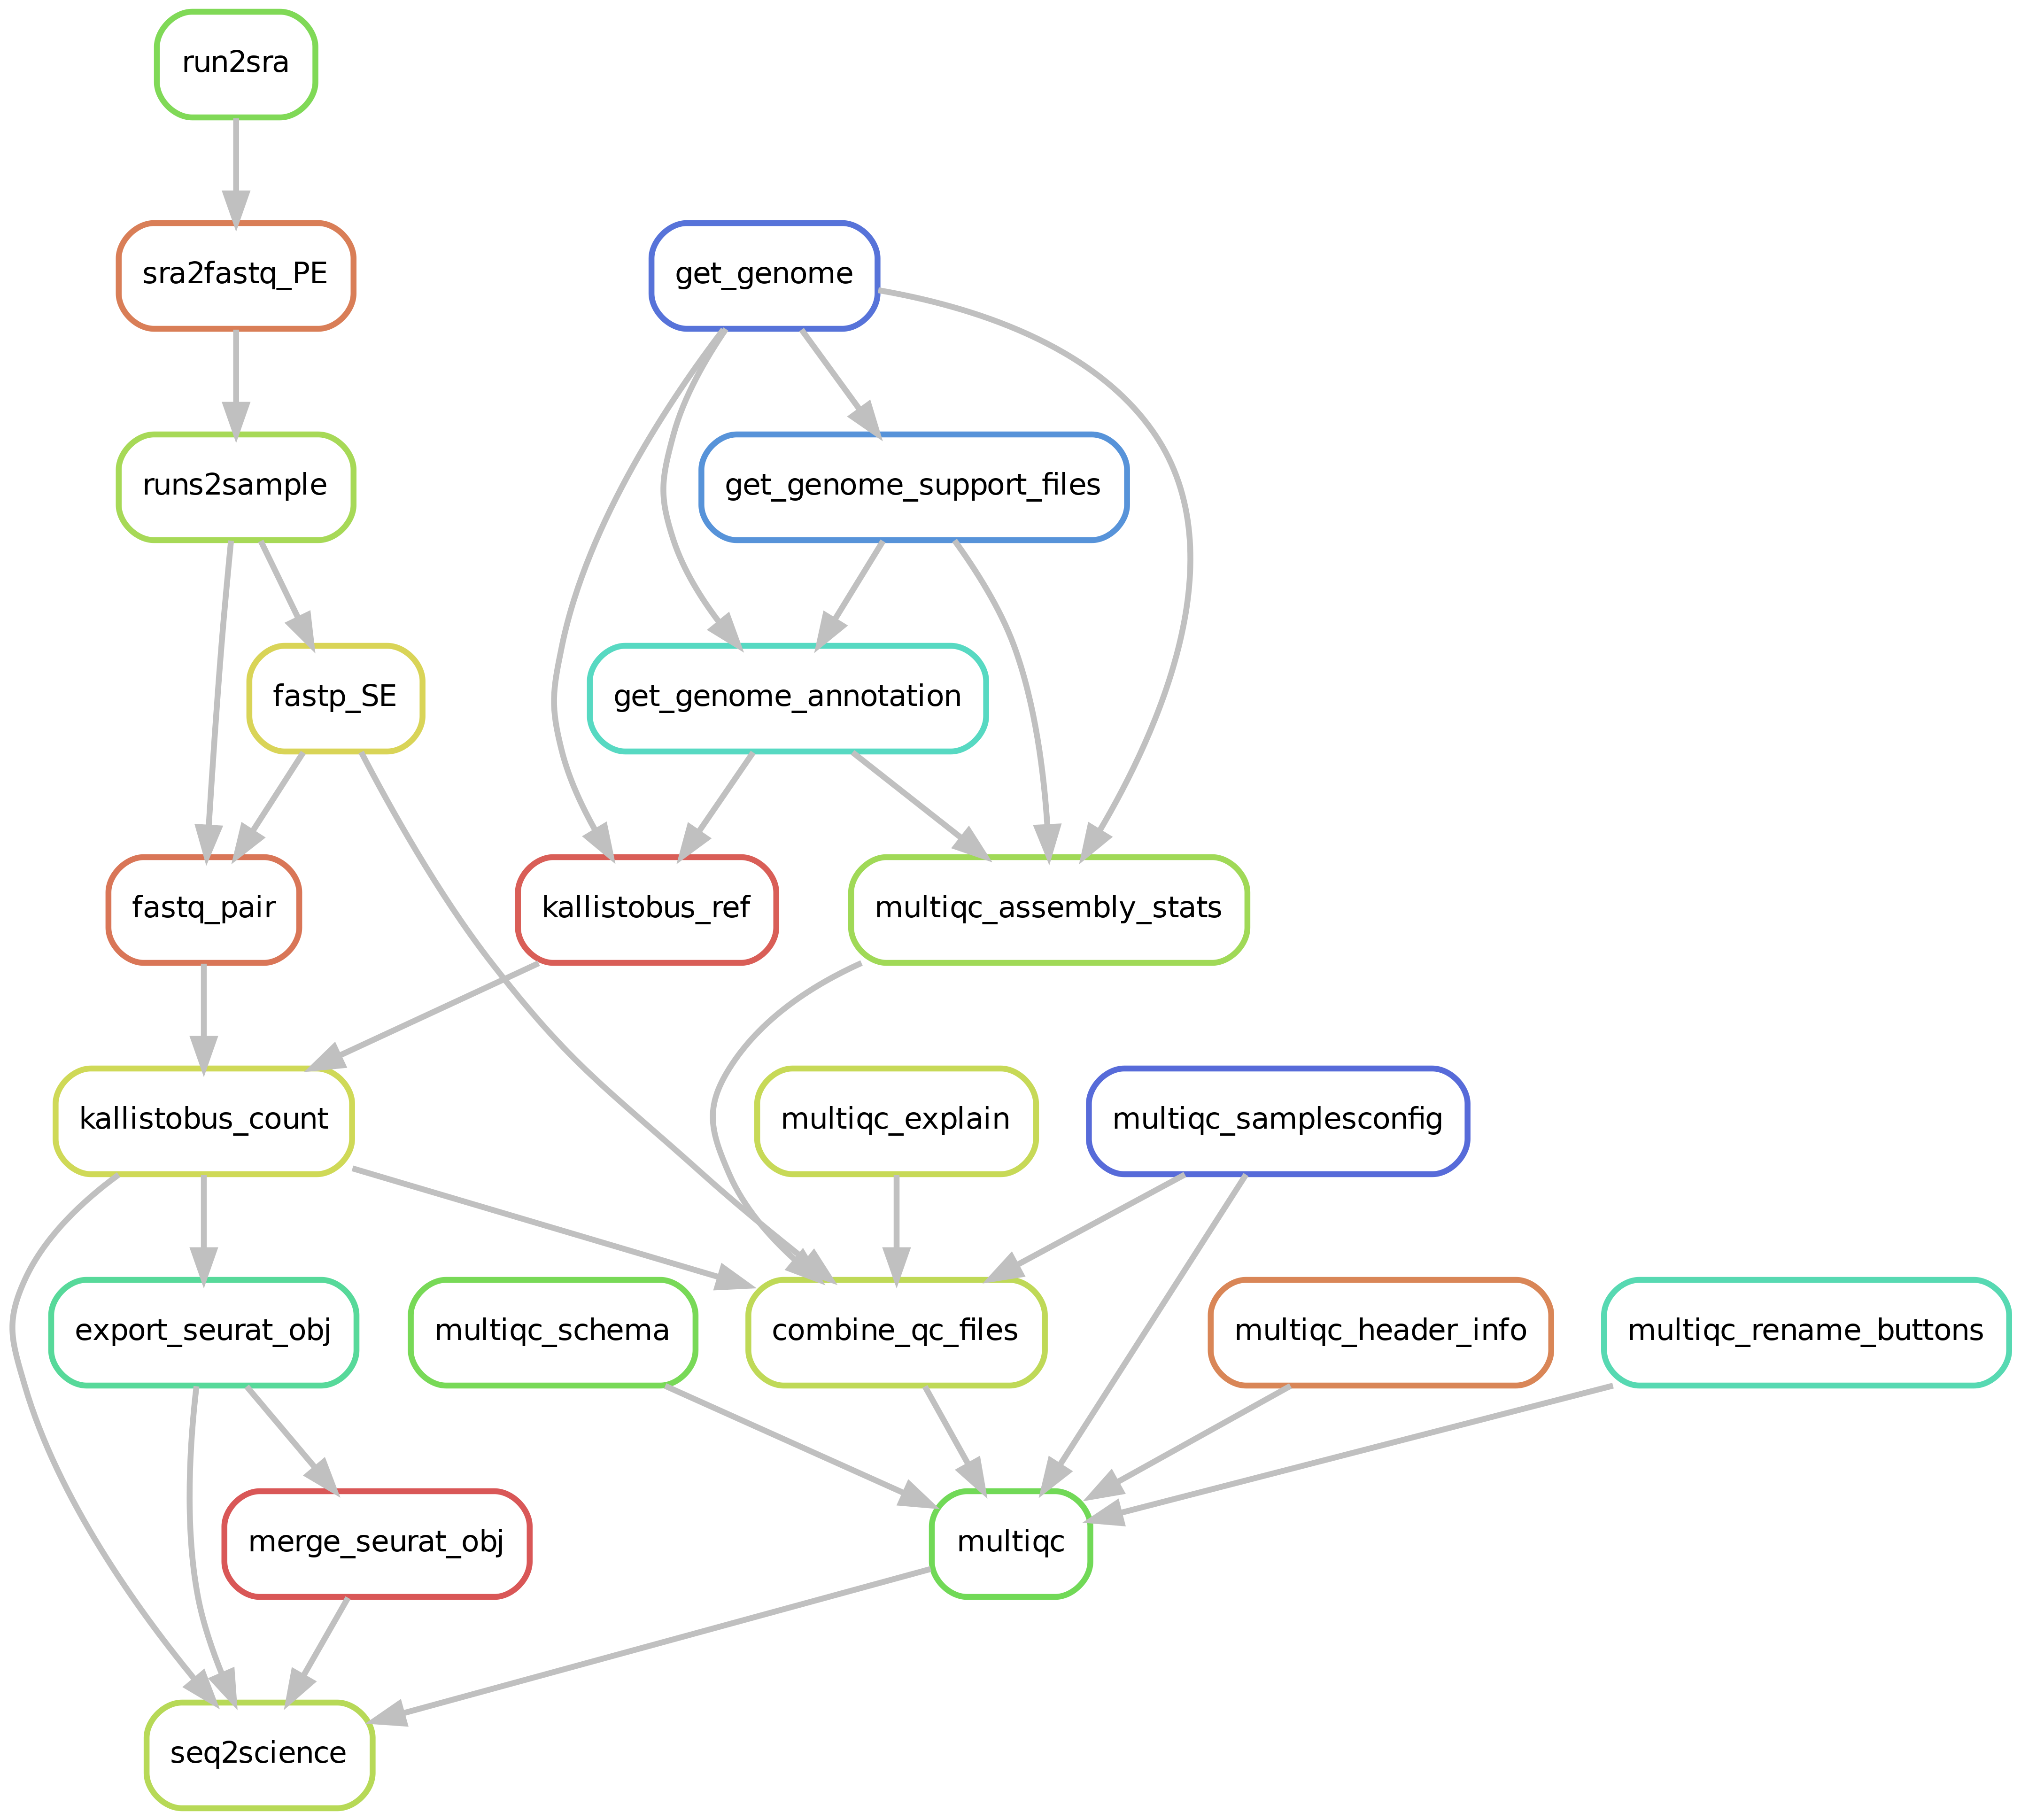 run2sra
sra2fastq_PE
get_genome
runs2sample
get_genome_support_files
fastp_SE
get_genome_annotation
fastq_pair
kallistobus_ref
multiqc_assembly_stats
kallistobus_count
multiqc_explain
multiqc_samplesconfig
export_seurat_obj
multiqc_schema
combine_qc_files
multiqc_header_info
multiqc_rename_buttons
merge_seurat_obj
multiqc
seq2science